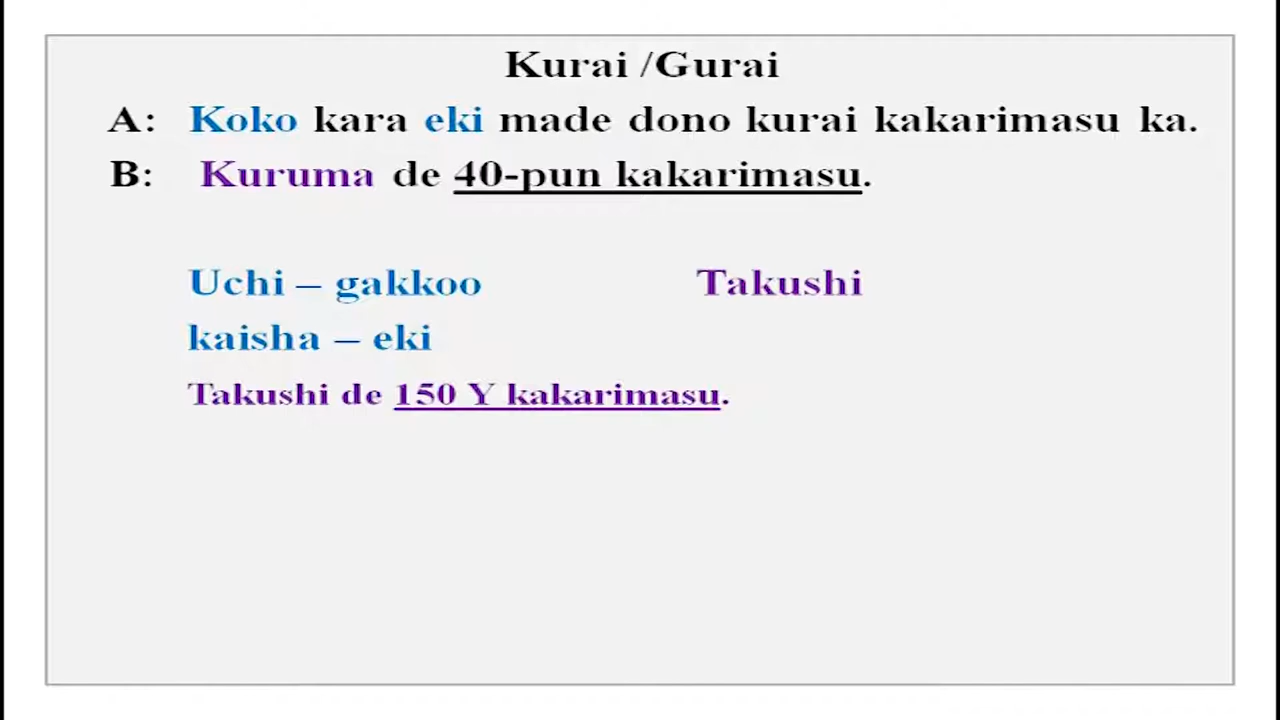 Kurai /Gurai
A: Koko kara eki made dono kurai kakarimasu ka.
B: Kuruma de 40-pun kakarimasu.
Uchi – gakkoo Takushi
kaisha – eki
Takushi de 150 Y kakarimasu.